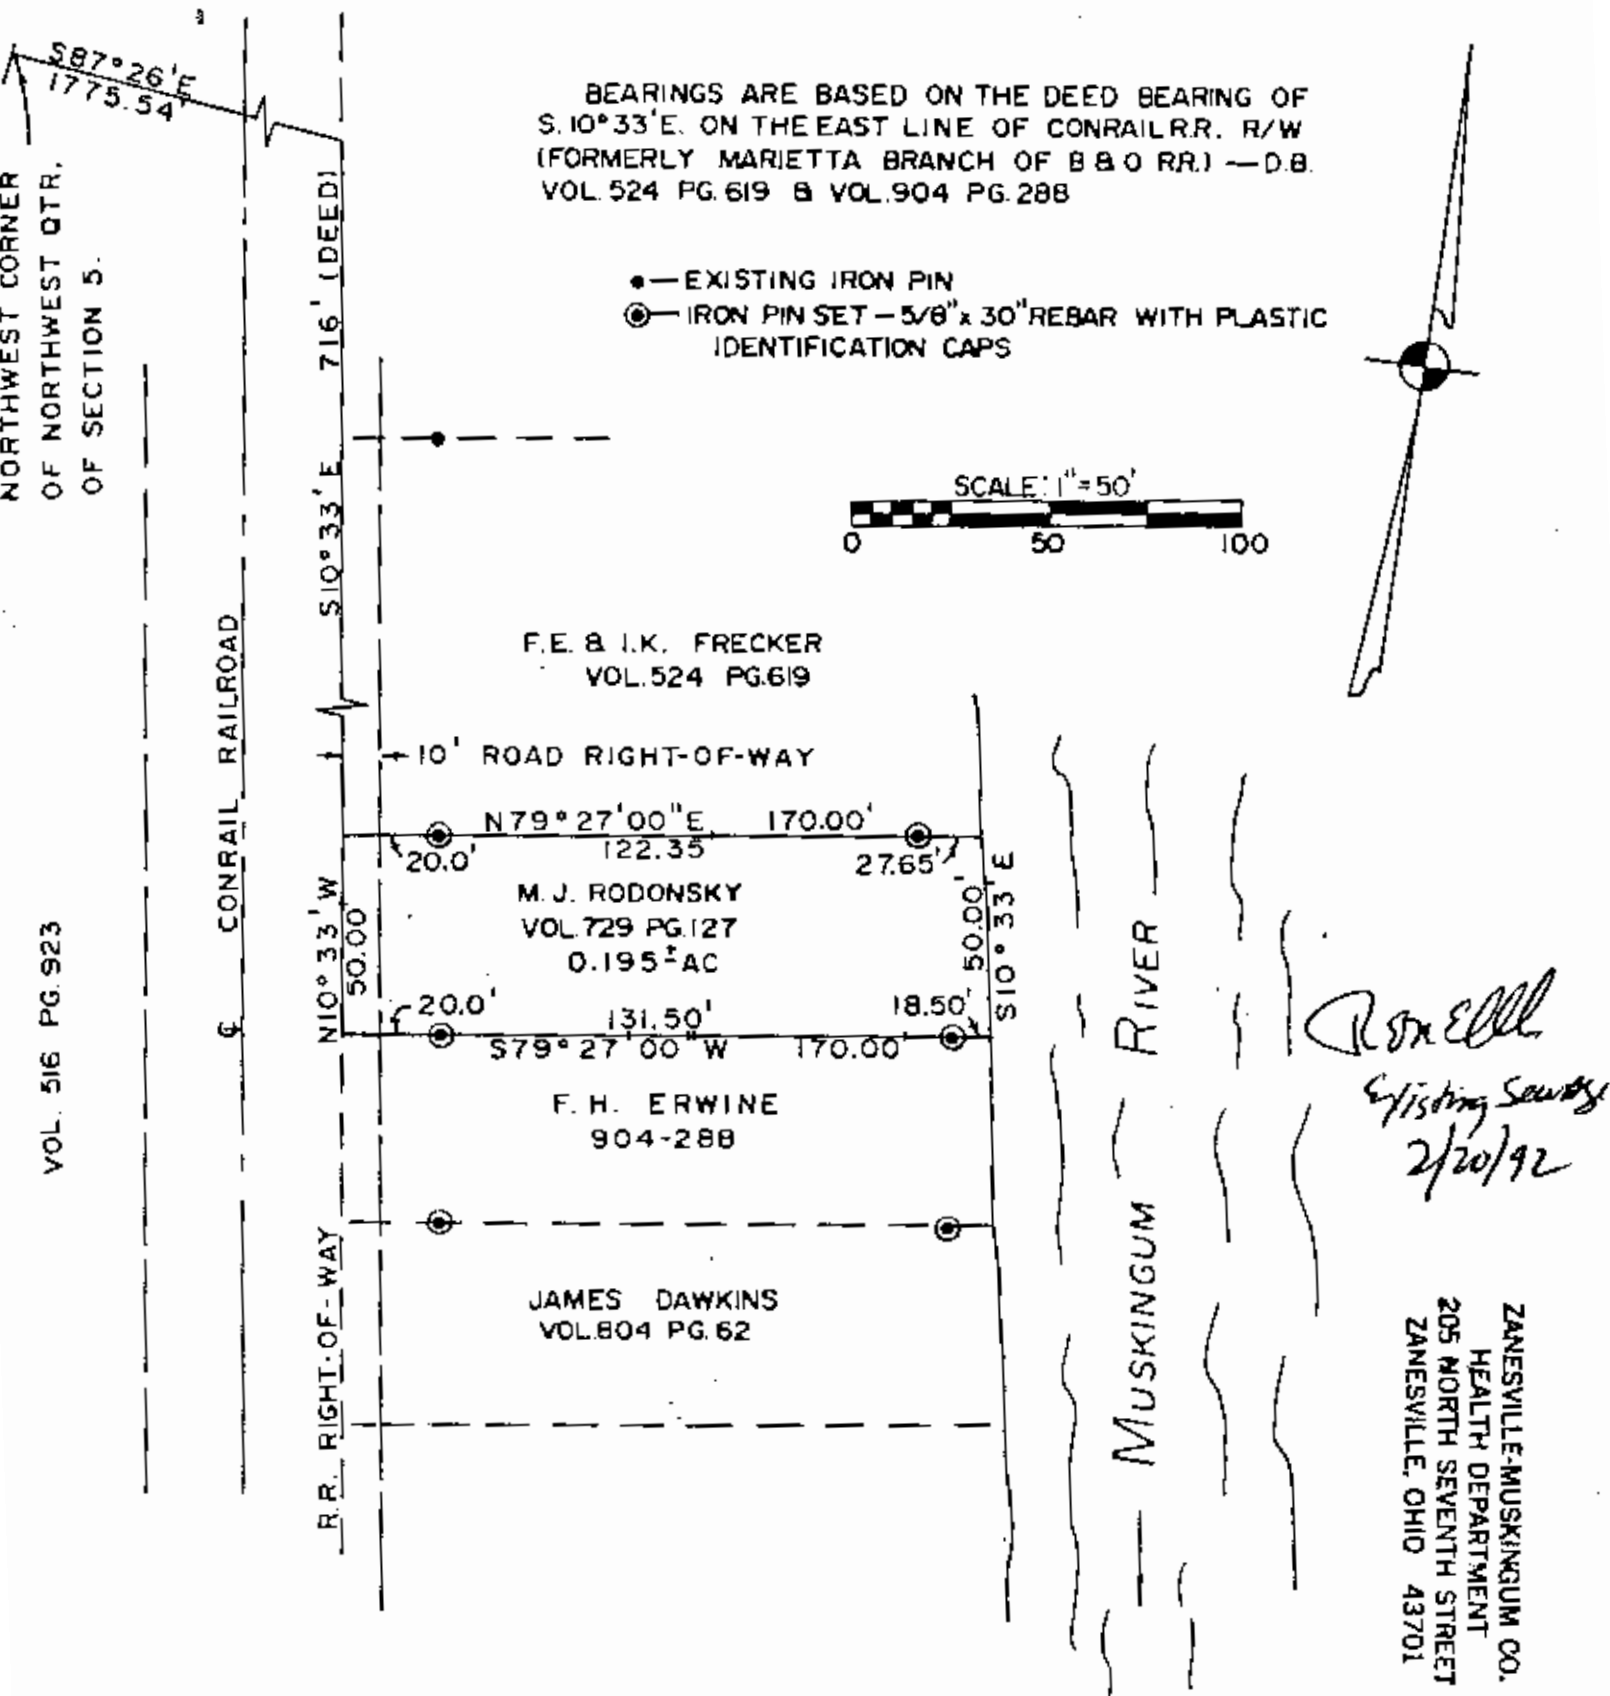 S87°26'E
1775.54'
NORTHWEST CORNER
OF NORTHWEST QTR.
OF SECTION 5.
BEARINGS ARE BASED ON THE DEED BEARING OF
S.10°33'E. ON THE EAST LINE OF CONRAIL R.R. R/W
(FORMERLY MARIETTA BRANCH OF B & O RR.) — D.B.
VOL. 524 PG. 619 & VOL. 904 PG. 288
716' (DEED)
S10°33'E
EXISTING IRON PIN
IRON PIN SET — 5/8" x 30" REBAR WITH PLASTIC
IDENTIFICATION CAPS
SCALE: 1"=50'
0 50 100
F.E. & I.K. FRECKER
VOL. 524 PG. 619
10' ROAD RIGHT-OF-WAY
℄ CONRAIL RAILROAD
VOL. 516 PG. 923
N79°27'00"E 170.00'
20.0' 122.35 27.65'
M. J. RODONSKY
VOL. 729 PG. 127
0.195± AC
N10°33'W
50.00
50.00'
S10°33'E
20.0' 131.50' 18.50'
S79°27'00"W 170.00
F. H. ERWINE
904-288
JAMES DAWKINS
VOL. 804 PG. 62
R.R. RIGHT-OF-WAY
MUSKINGUM RIVER
Existing Sewage
2/20/92
ZANESVILLE-MUSKINGUM CO.
HEALTH DEPARTMENT
205 NORTH SEVENTH STREET
ZANESVILLE, OHIO 43701